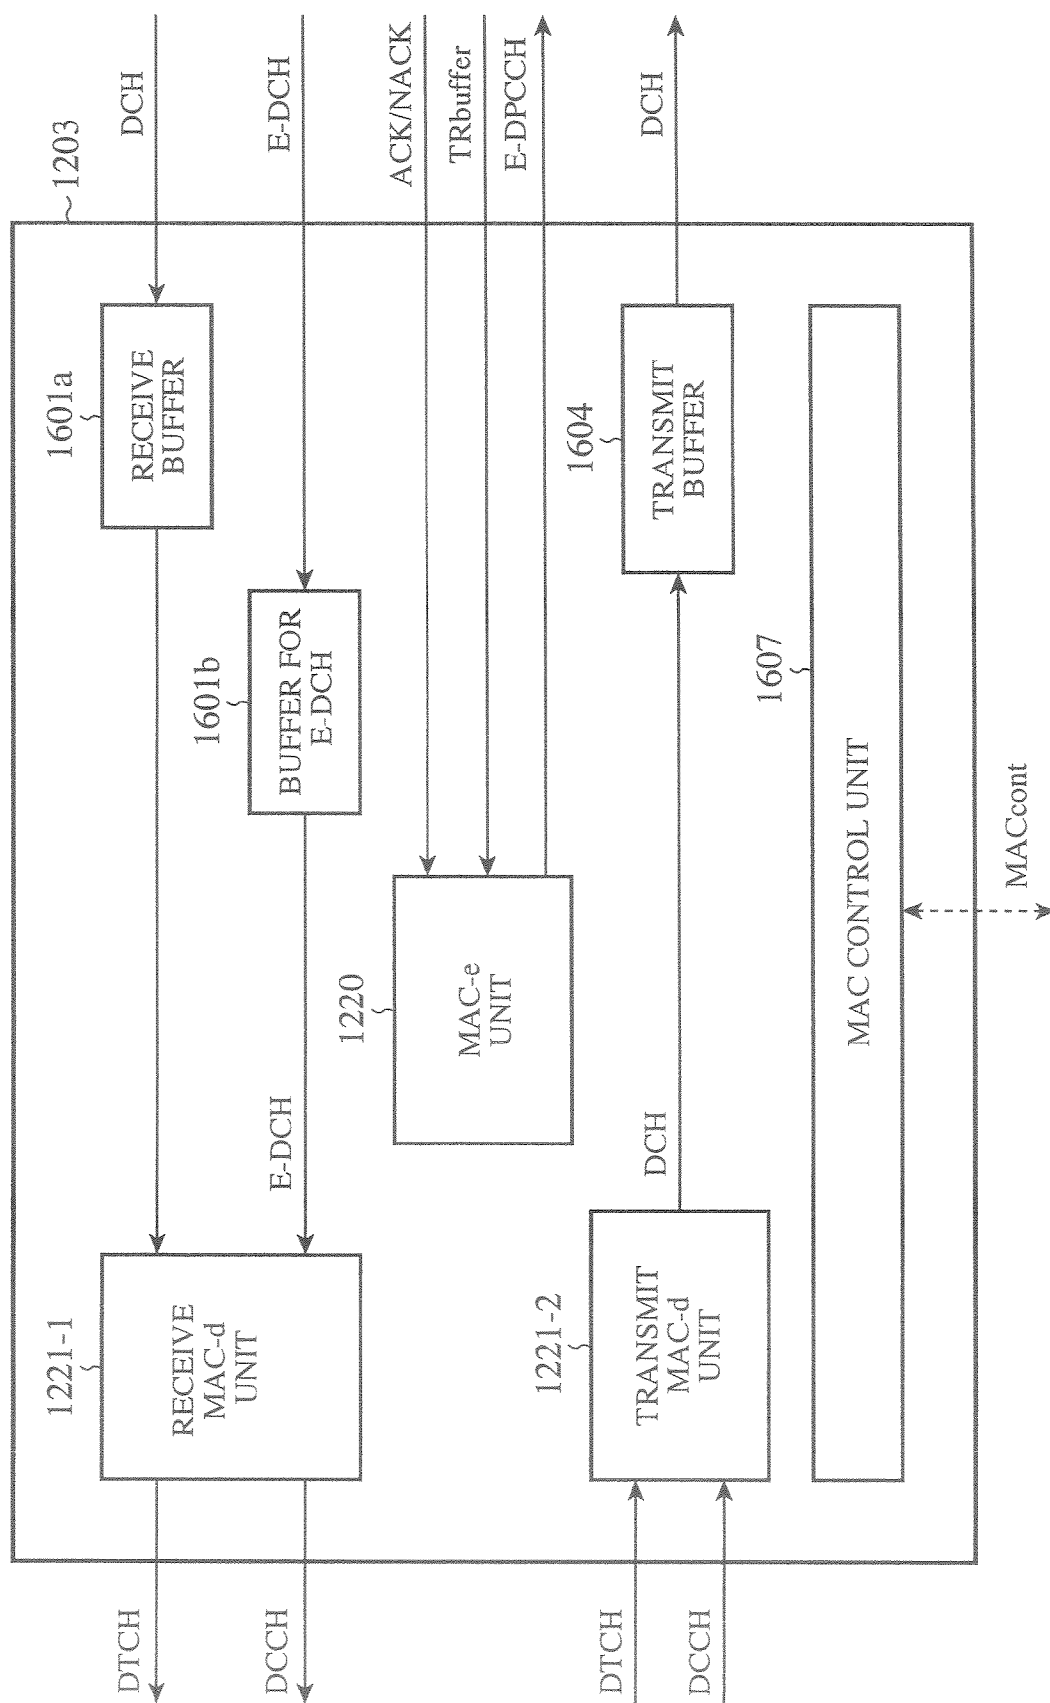 1203
DCH
E-DCH
ACK/NACK
TRbuffer
E-DPCCH
DCH
1601a
RECEIVE
BUFFER
1601b
BUFFER FOR
E-DCH
1604
TRANSMIT
BUFFER
1220
MAC-e
UNIT
E-DCH
DCH
1607
MAC CONTROL UNIT
MACcont
1221-1
RECEIVE
MAC-d
UNIT
1221-2
TRANSMIT
MAC-d
UNIT
DTCH
DCCH
DTCH
DCCH